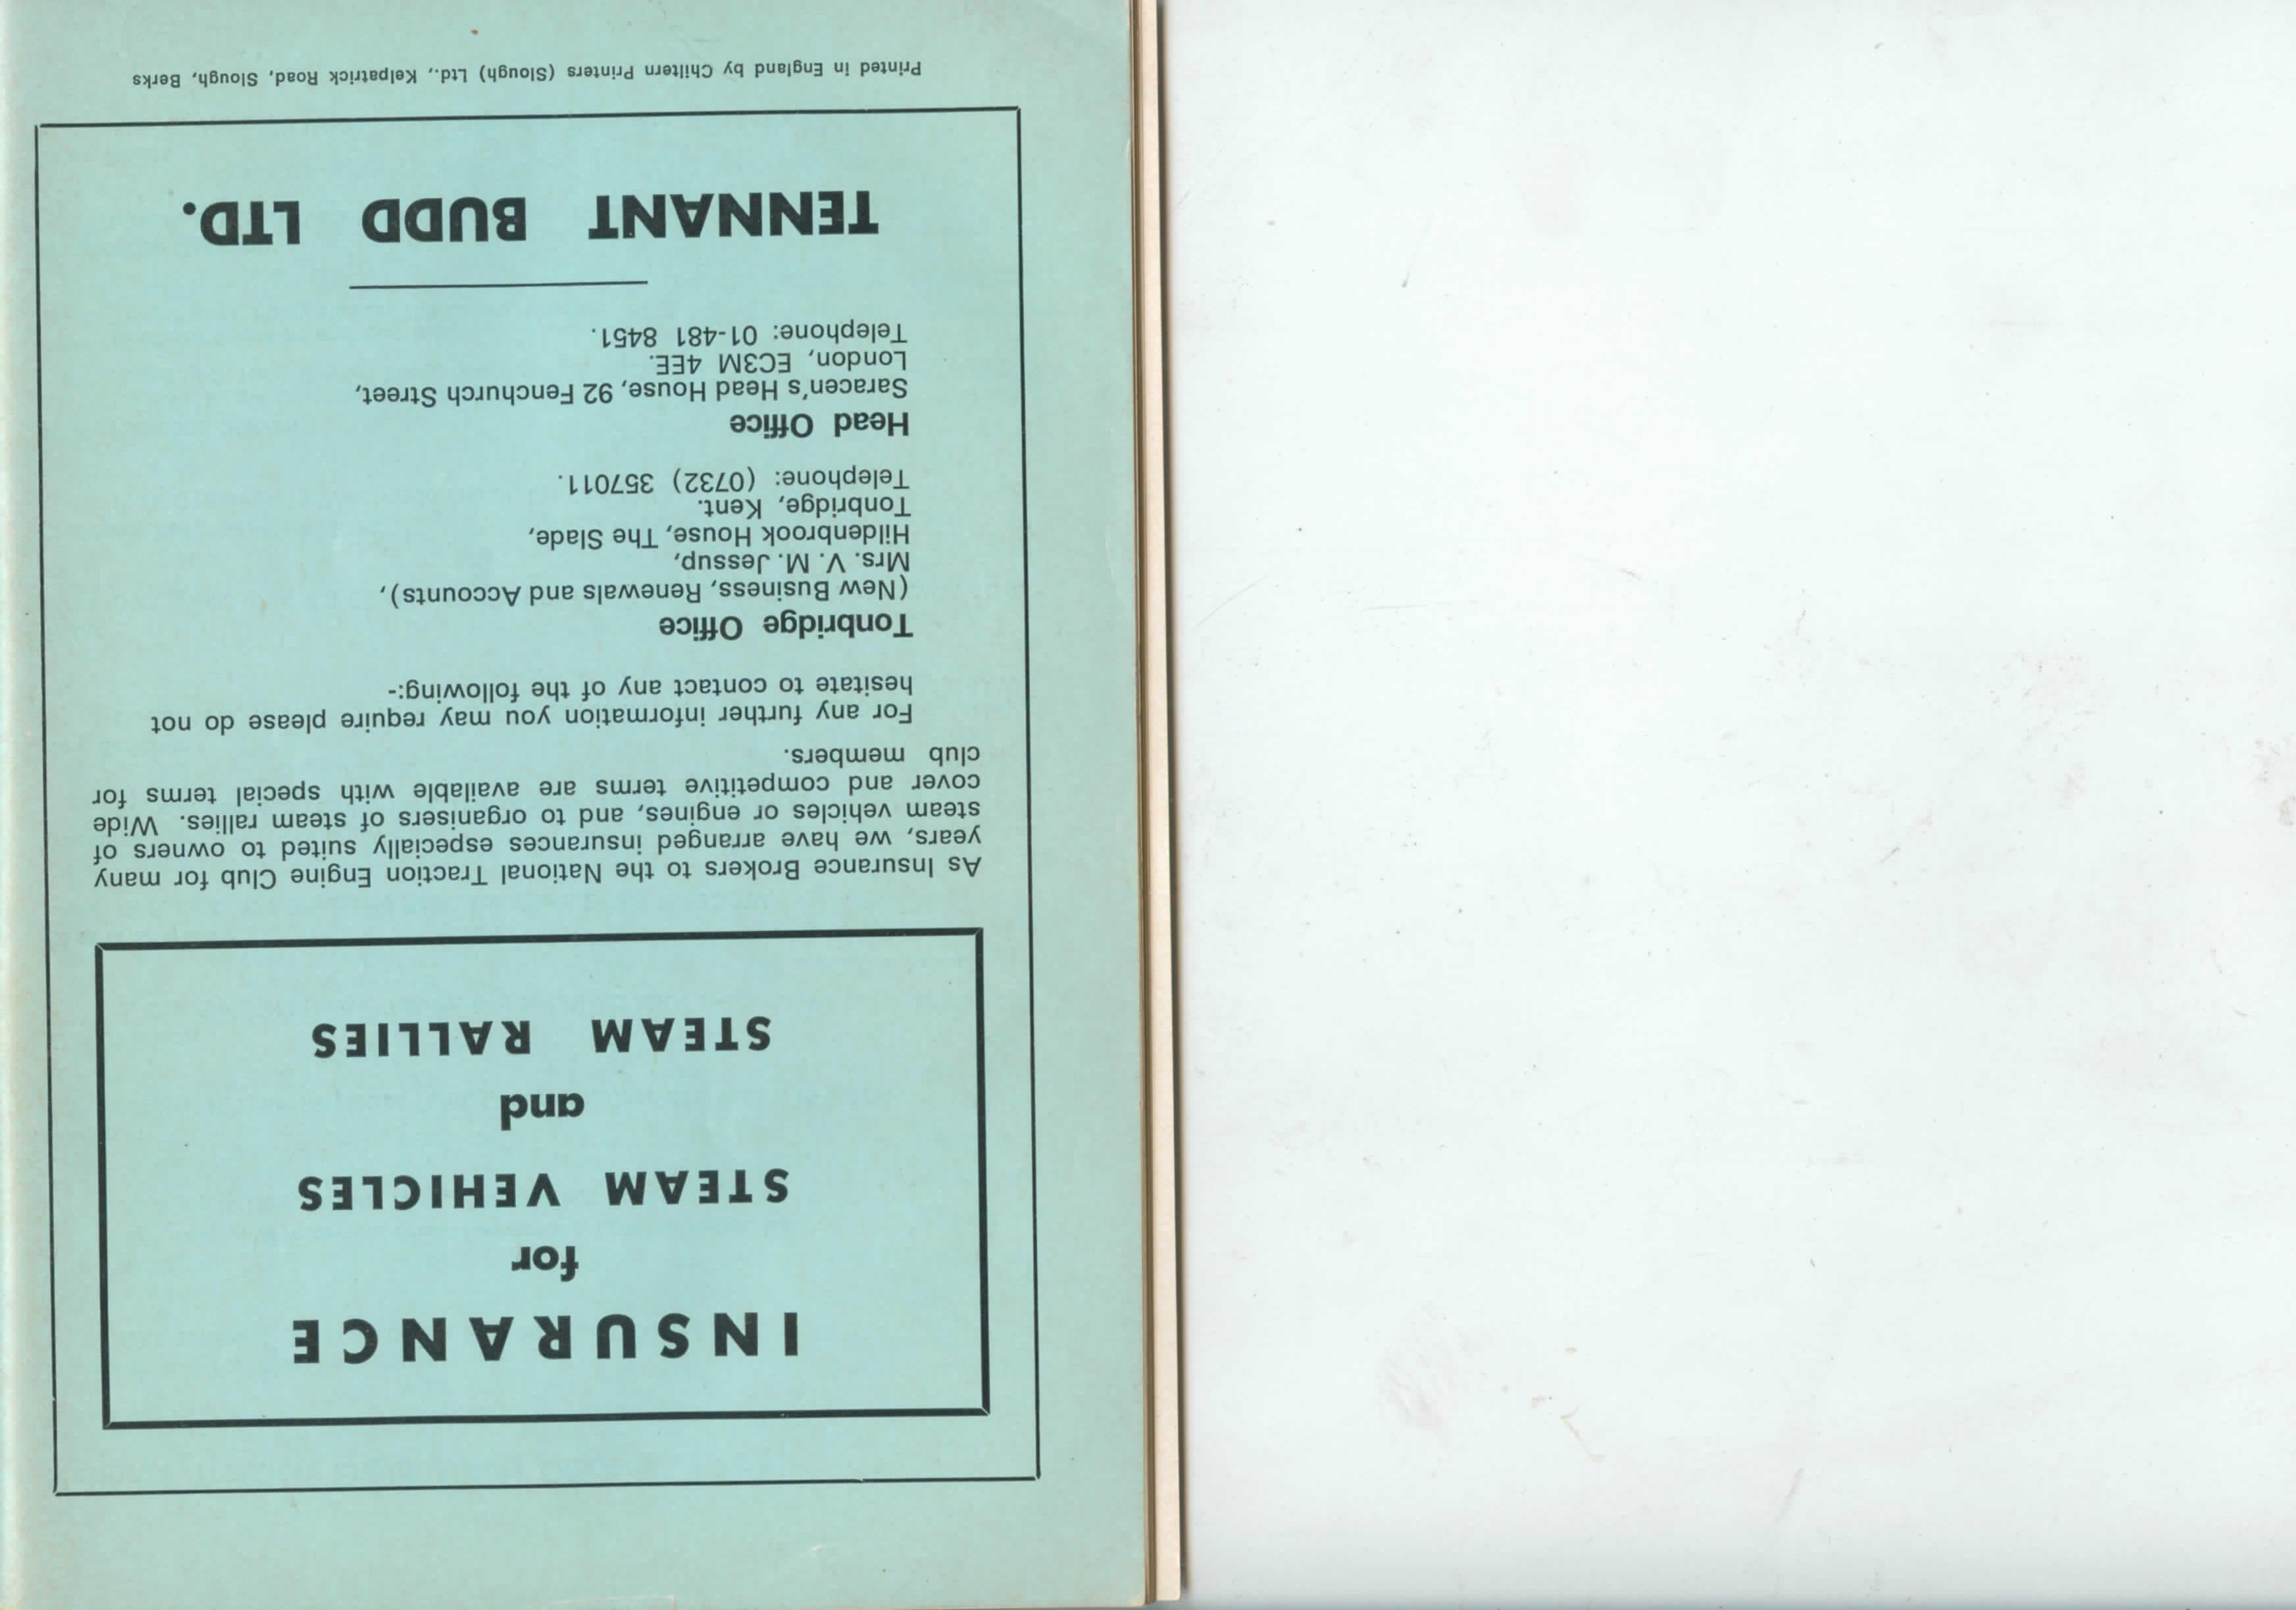 INSURANCE
for
STEAM VEHICLES
and
STEAM RALLIES
As Insurance Brokers to the National Traction Engine Club for many
years, we have arranged insurances especially suited to owners of
steam vehicles or engines, and to organisers of steam rallies. Wide
cover and competitive terms are available with special terms for
club members.
For any further information you may require please do not
hesitate to contact any of the following:-
Tonbridge Office
(New Business, Renewals and Accounts),
Mrs. V. M. Jessup,
Hildenbrook House, The Slade,
Tonbridge, Kent.
Telephone: (0732) 357011.
Head Office
Saracen's Head House, 92 Fenchurch Street,
London, EC3M 4EE.
Telephone: 01-481 8451.
TENNANT BUDD LTD.
Printed in England by Chiltern Printers (Slough) Ltd., Kelpatrick Road, Slough, Berks